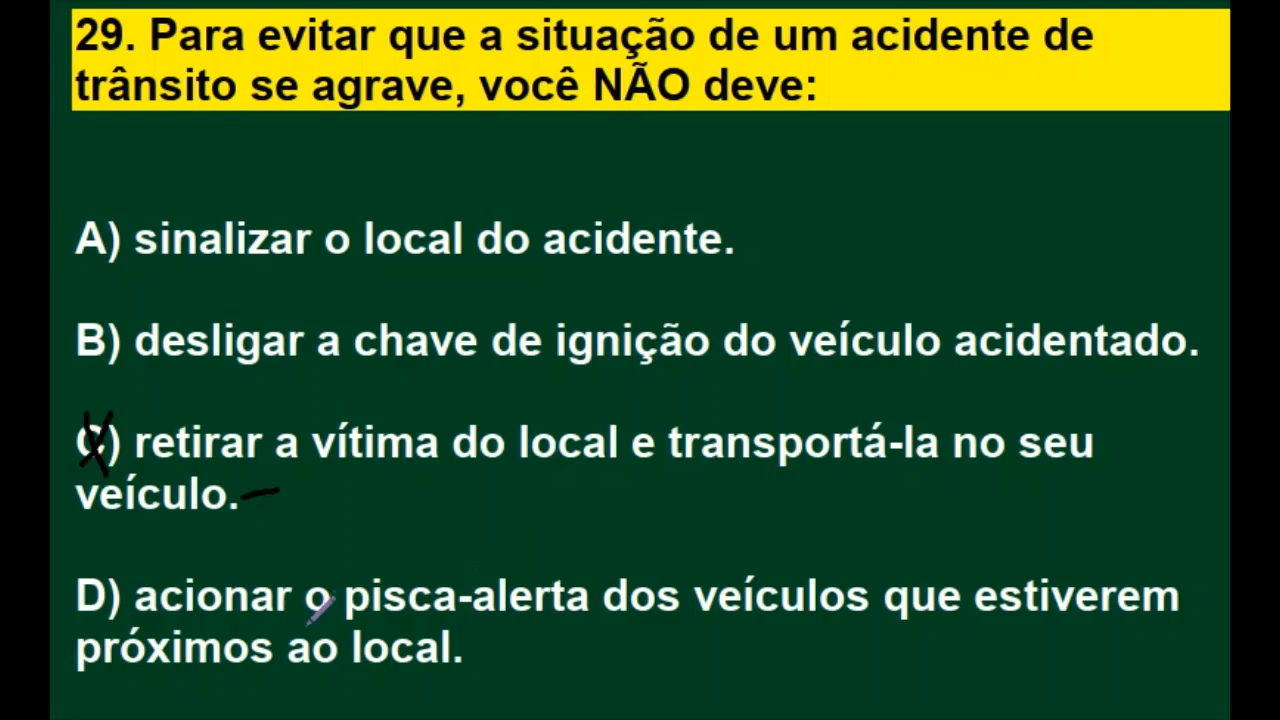 29. Para evitar que a situação de um acidente de
trânsito se agrave, você NÃO deve:
A) sinalizar o local do acidente.
B) desligar a chave de ignição do veículo acidentado.
C) retirar a vítima do local e transportá-la no seu
veículo.
D) acionar o pisca-alerta dos veículos que estiverem
próximos ao local.